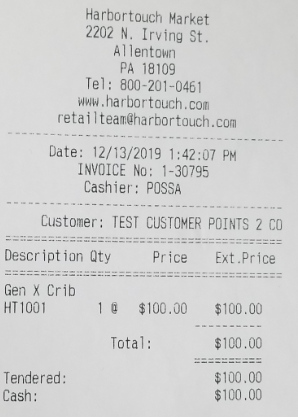 Harbortouch Market
2202 N. Irving St.
Allentown
PA 18109
Tel: 800-201-0461
www.harbortouch.com
retailteam@harbortouch.com
Date: 12/13/2019 1:42:07 PM
INVOICE No: 1-30795
Cashier: POSSA
Customer: TEST CUSTOMER POINTS 2 CO
Description Qty Price Ext.Price
Gen X Crib
HT1001 1 @ $100.00 $100.00
Total: $100.00
Tendered: $100.00
Cash: $100.00